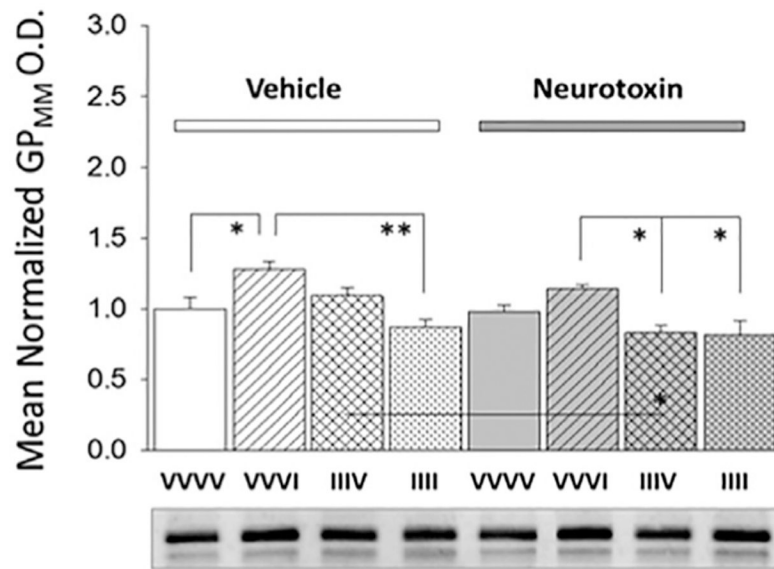 Mean Normalized GPMM O.D.
3.0
2.5
2.0
1.5
1.0
0.5
0.0
Vehicle
Neurotoxin
* ** * *
*
VVVV VVVI IIIV IIII VVVV VVVI IIIV IIII